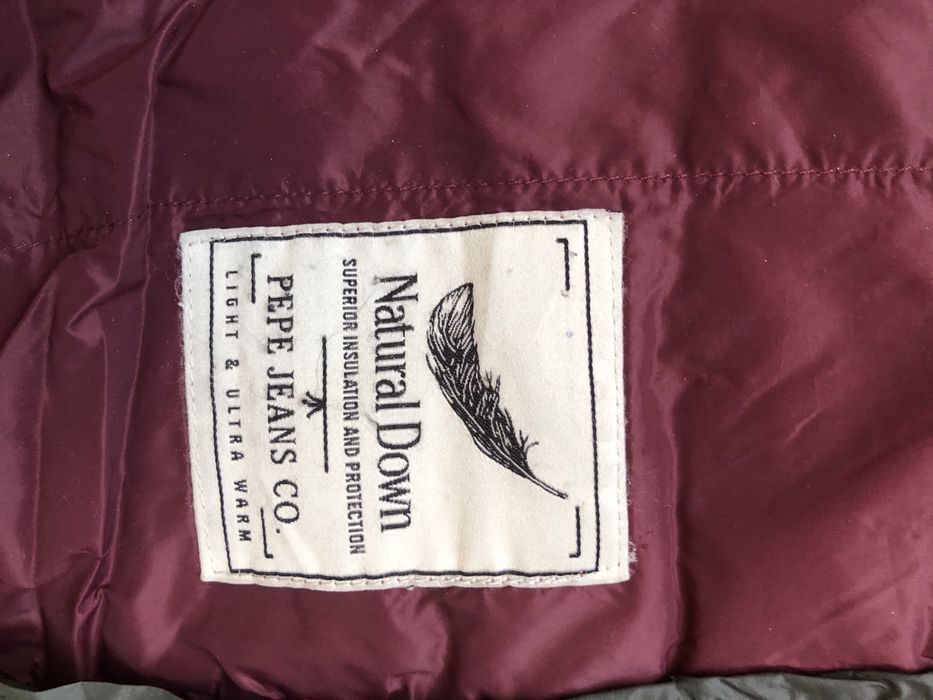 Natural Down
SUPERIOR INSULATION AND PROTECTION
PEPE JEANS CO.
LIGHT & ULTRA WARM